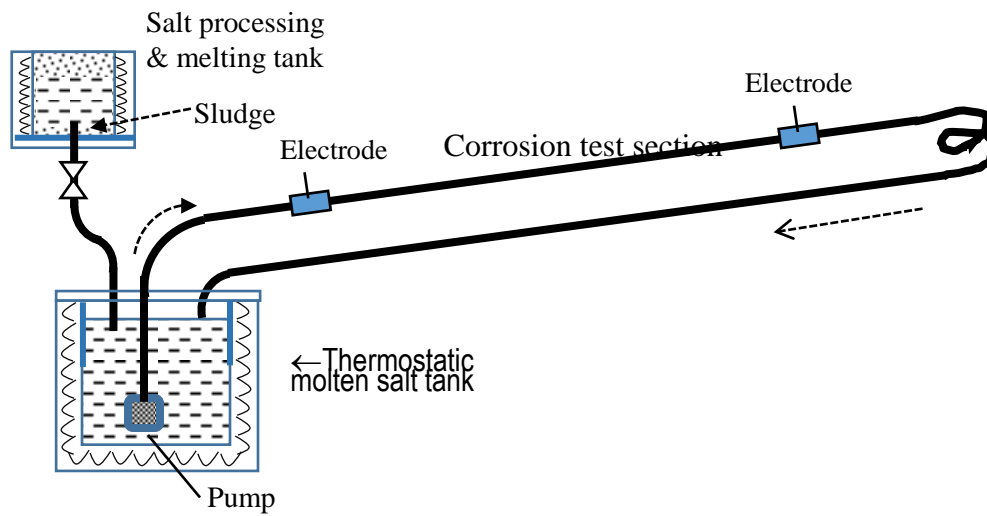 Salt processing
& melting tank
Sludge
Electrode
Electrode
Corrosion test section
←Thermostatic
molten salt tank
Pump